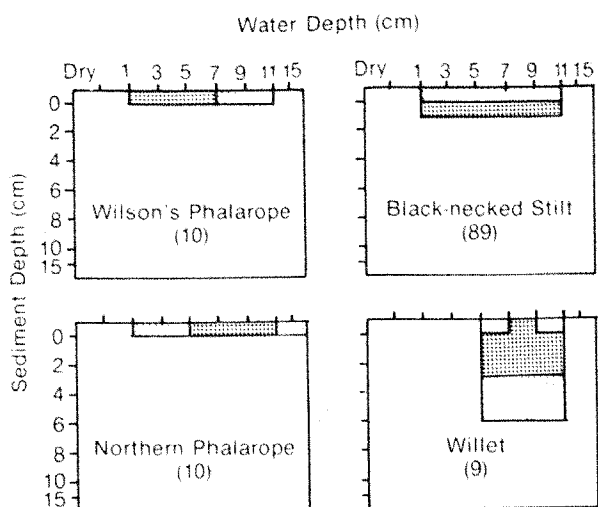 Water Depth (cm)
Dry 1 3 5 7 9 11 15
Dry 1 3 5 7 9 11 15
Sediment Depth (cm)
0
2
4
6
8
10
15
Wilson's Phalarope
(10)
Black-necked Stilt
(89)
0
2
4
6
8
10
15
Northern Phalarope
(10)
Willet
(9)